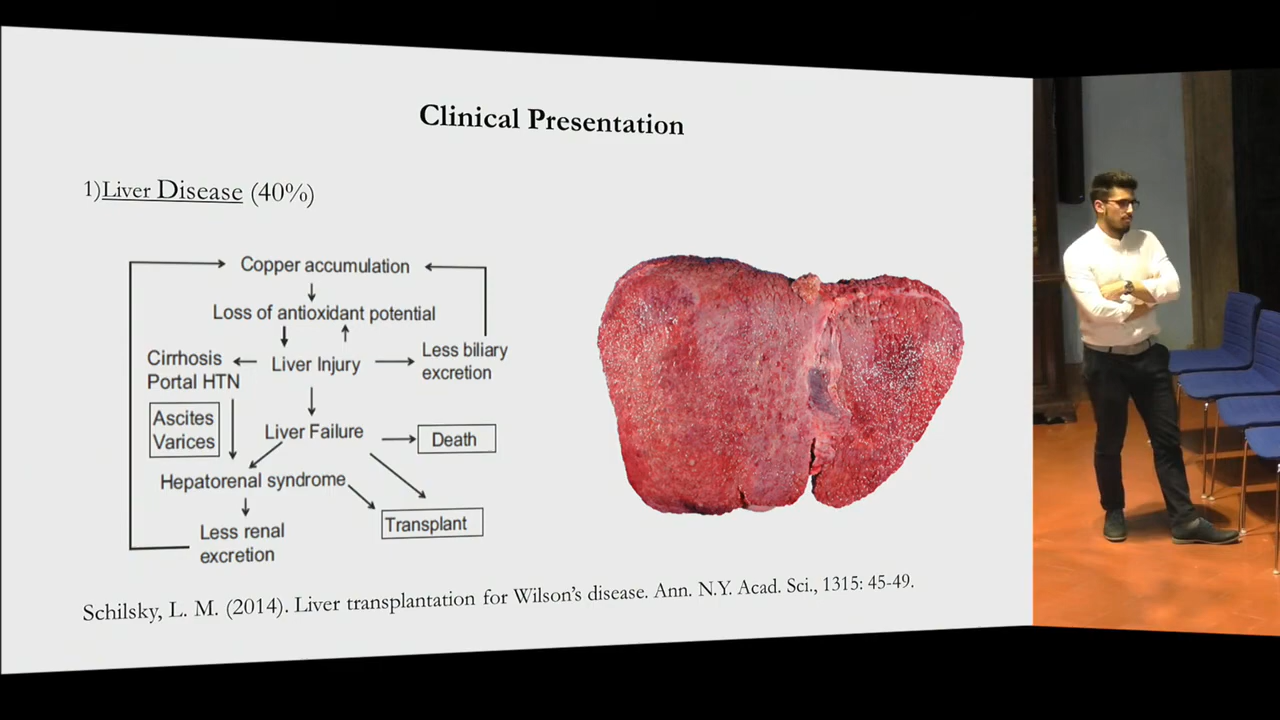 Clinical Presentation
1)Liver Disease (40%)
Copper accumulation
Loss of antioxidant potential
Cirrhosis
Portal HTN
Liver Injury
Less biliary
excretion
Ascites
Varices
Liver Failure
Death
Hepatorenal syndrome
Transplant
Less renal
excretion
Schilsky, L. M. (2014). Liver transplantation for Wilson's disease. Ann. N.Y. Acad. Sci., 1315: 45-49.